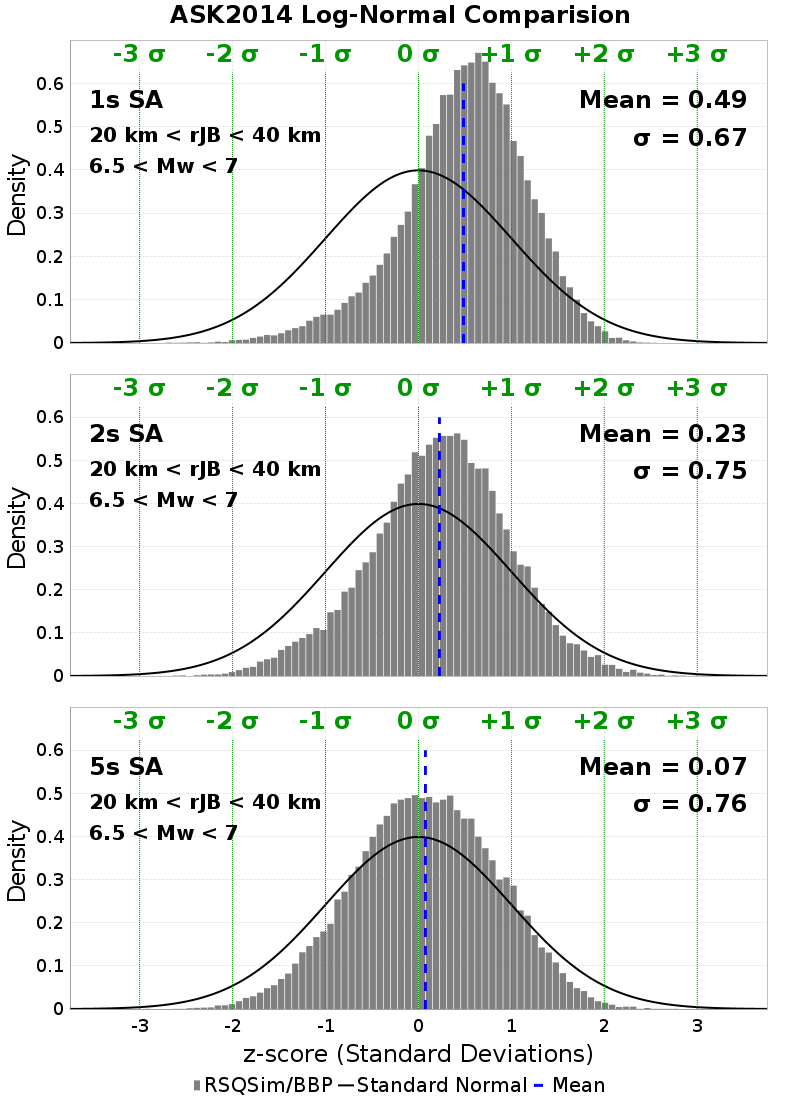 ASK2014 Log-Normal Comparision
-3 σ -2 σ -1 σ 0 σ +1 σ +2 σ +3 σ
1s SA Mean = 0.49
20 km < rJB < 40 km σ = 0.67
6.5 < Mw < 7
Density
0.6
0.5
0.4
0.3
0.2
0.1
0
-3 σ -2 σ -1 σ 0 σ +1 σ +2 σ +3 σ
2s SA Mean = 0.23
20 km < rJB < 40 km σ = 0.75
6.5 < Mw < 7
Density
0.6
0.5
0.4
0.3
0.2
0.1
0
-3 σ -2 σ -1 σ 0 σ +1 σ +2 σ +3 σ
5s SA Mean = 0.07
20 km < rJB < 40 km σ = 0.76
6.5 < Mw < 7
Density
0.6
0.5
0.4
0.3
0.2
0.1
0
-3 -2 -1 0 1 2 3
z-score (Standard Deviations)
RSQSim/BBP Standard Normal Mean